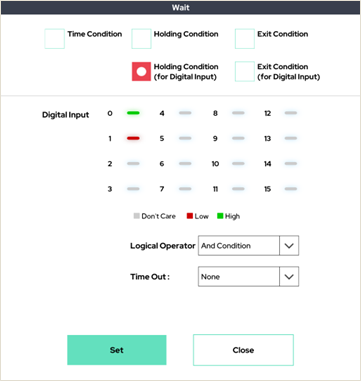 Wait
Time Condition
Holding Condition
Exit Condition
Holding Condition
(for Digital Input)
Exit Condition
(for Digital Input)
Digital Input
0 4 8 12
1 5 9 13
2 6 10 14
3 7 11 15
Don't Care Low High
Logical Operator And Condition
Time Out : None
Set Close